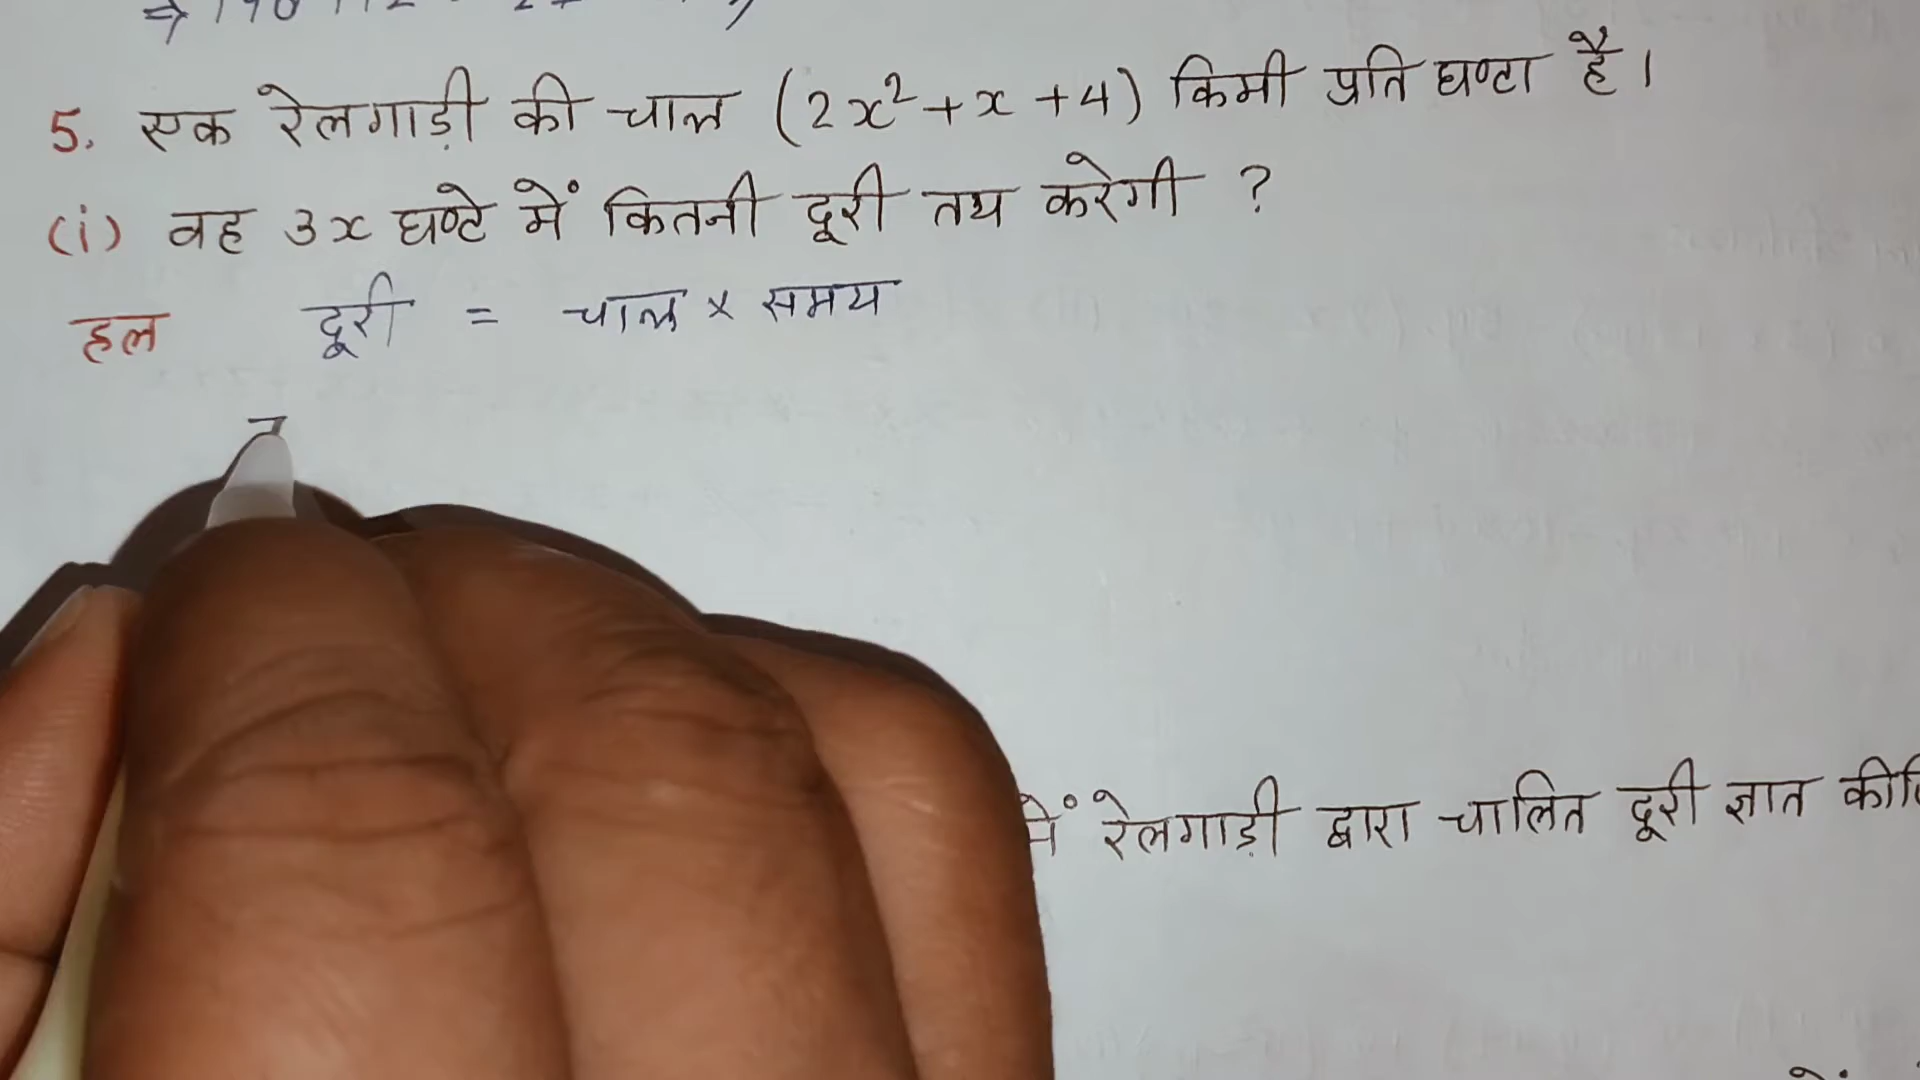 5. एक रेलगाड़ी की चाल (2x²+x+4) किमी प्रति घण्टा है।
(i) वह 3x घण्टे में कितनी दूरी तय करेगी ?
हल दूरी = चाल × समय
में रेलगाड़ी द्वारा चालित दूरी ज्ञात